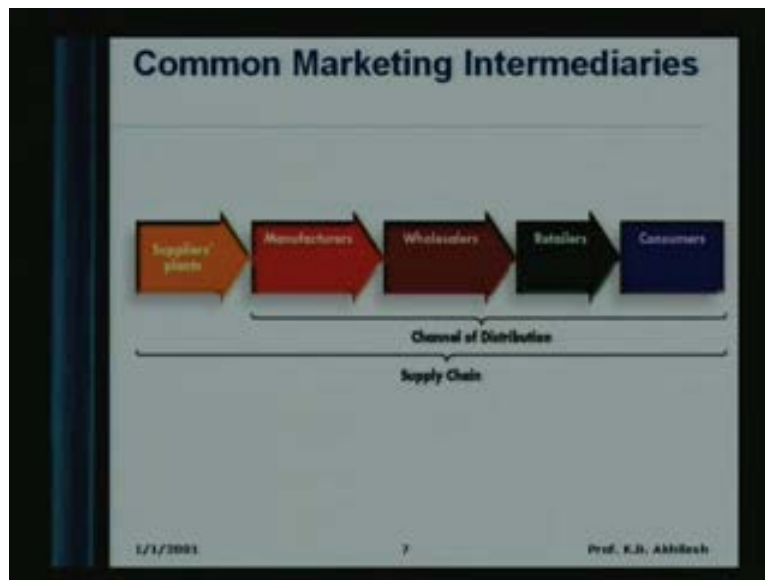 Common Marketing Intermediaries
Suppliers'
plants
Manufacturers
Wholesalers
Retailers
Consumers
Channel of Distribution
Supply Chain
1/1/2001
7
Prof. K.B. Akhilesh